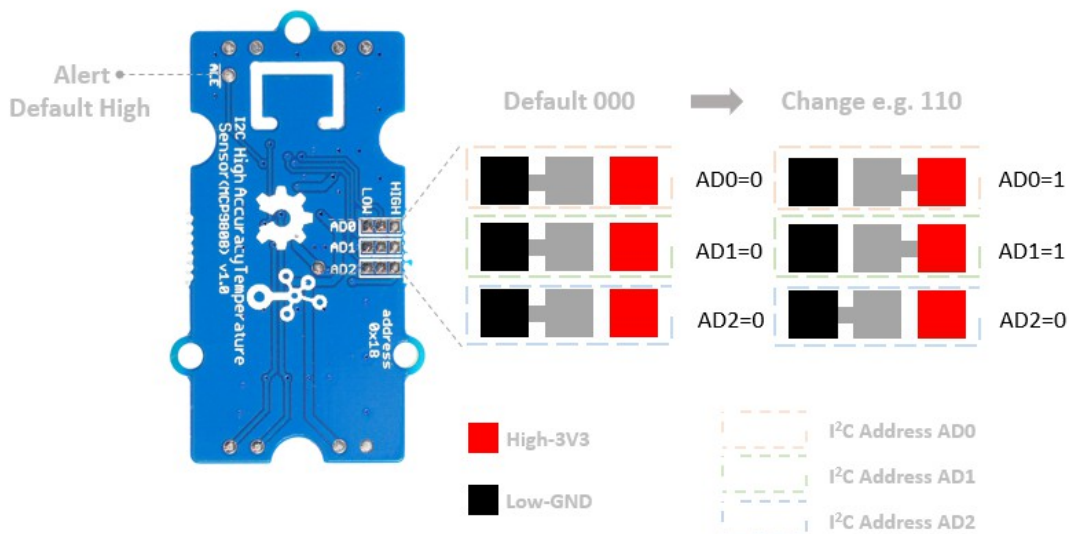 Alert
Default High
ALE
I2C High AccuracyTemperature
Sensor(MCP9808) v1.0
LOW
HIGH
AD0
AD1
AD2
address
0x18
Default 000
Change e.g. 110
AD0=0
AD0=1
AD1=0
AD1=1
AD2=0
AD2=0
High-3V3
Low-GND
I²C Address AD0
I²C Address AD1
I²C Address AD2